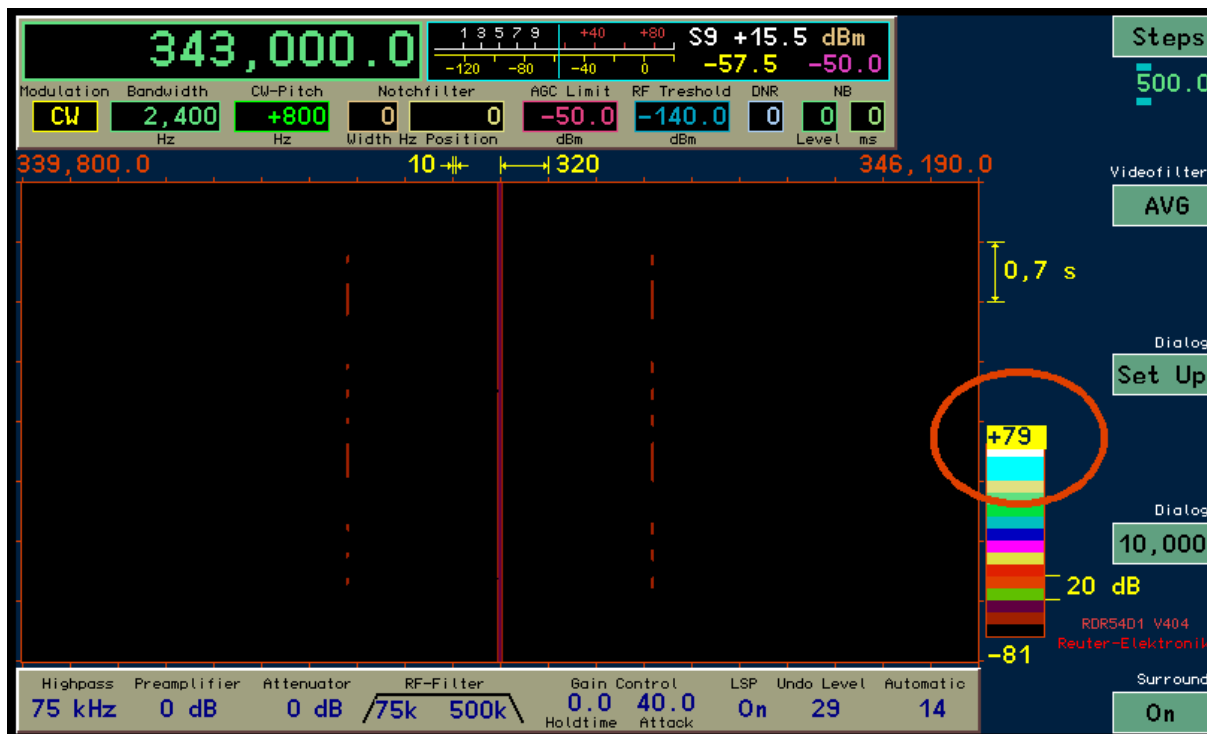 343,000.0
1 3 5 7 9 +40 +80
-120 -80 -40 0
S9 +15.5 dBm
-57.5 -50.0
Steps
500.0
Modulation Bandwidth CW-Pitch Notchfilter AGC Limit RF Treshold DNR NB
CW 2,400 +800 0 0 -50.0 -140.0 0 0 0
Hz Hz Width Hz Position dBm dBm Level ms
339,800.0 10 320 346,190.0
Videofilter
AVG
0,7 s
Dialog
Set Up
+79
Dialog
10,000
20 dB
RDR54D1 V404
Reuter-Elektronik
-81
Highpass Preamplifier Attenuator RF-Filter Gain Control LSP Undo Level Automatic
75 kHz 0 dB 0 dB 75k 500k 0.0 40.0 On 29 14
Holdtime Attack
Surround
On